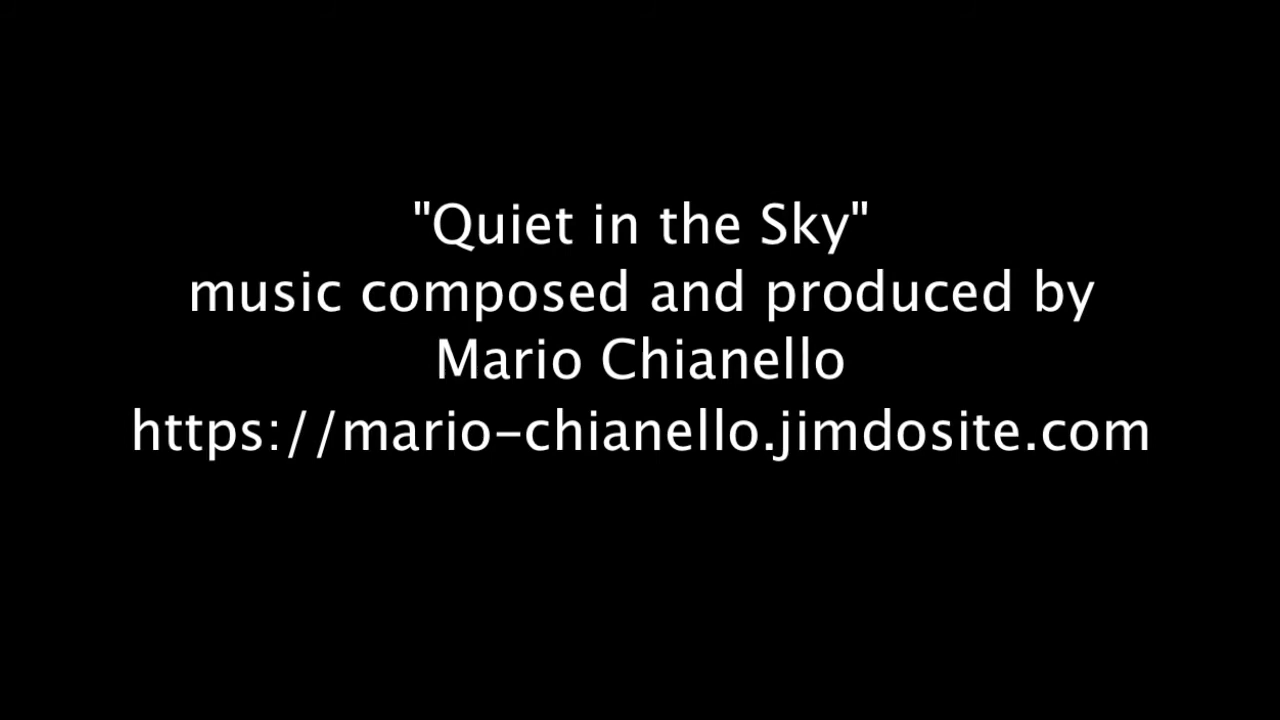 "Quiet in the Sky"
music composed and produced by
Mario Chianello
https://mario-chianello.jimdosite.com